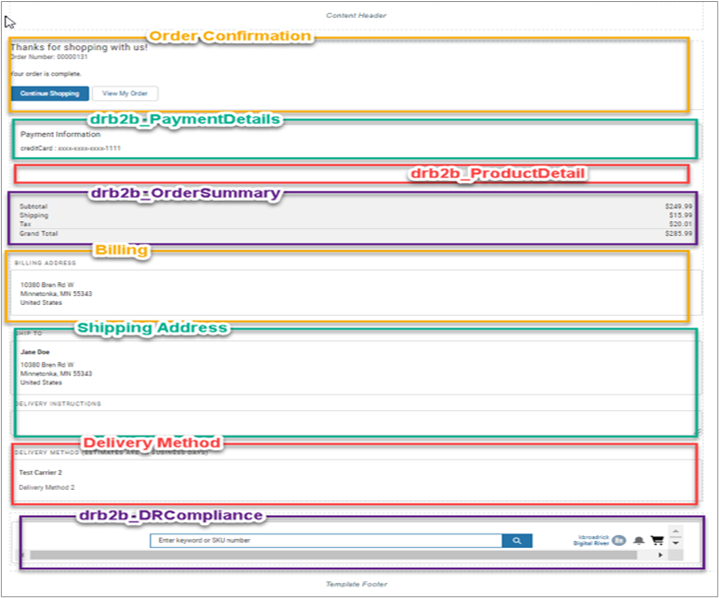 Content Header
Order Confirmation
Thanks for shopping with us!
Order Number: 00000131
Your order is complete.
Continue Shopping View My Order
drb2b_PaymentDetails
Payment Information
creditCard : xxxx-xxxx-xxxx-1111
drb2b_ProductDetail
drb2b_OrderSummary
Subtotal $249.99
Shipping $15.99
Tax $20.01
Grand Total $285.99
Billing
BILLING ADDRESS
10380 Bren Rd W
Minnetonka, MN 55343
United States
Shipping Address
SHIP TO
Jane Doe
10380 Bren Rd W
Minnetonka, MN 55343
United States
DELIVERY INSTRUCTIONS
Delivery Method
DELIVERY METHOD (ESTIMATES ARE BUSINESS DAYS)
Test Carrier 2
Delivery Method 2
drb2b_DRCompliance
Enter keyword or SKU number
Digital River
Template Footer